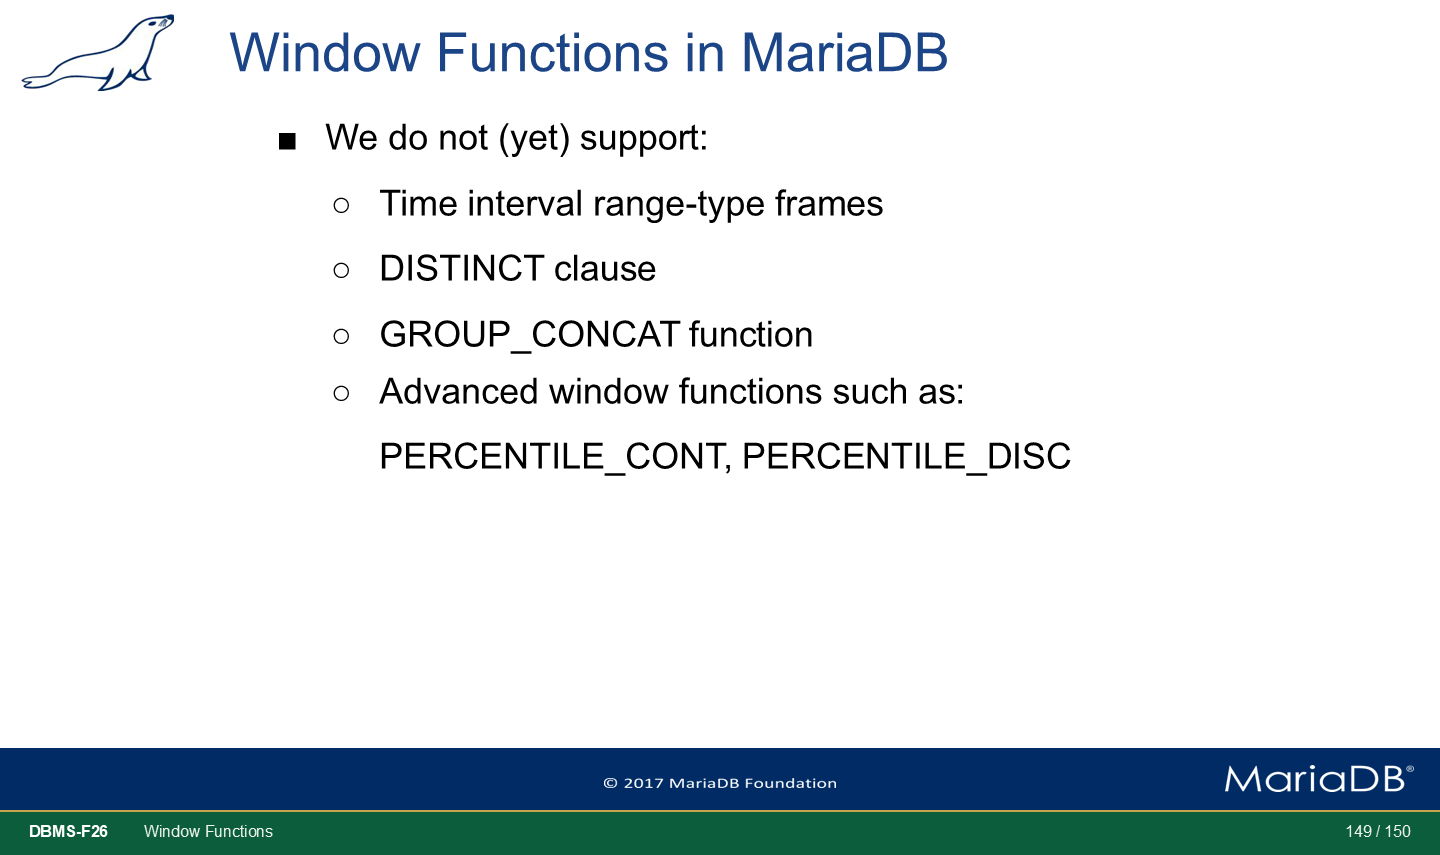 Window Functions in MariaDB
■ We do not (yet) support:
○ Time interval range-type frames
○ DISTINCT clause
○ GROUP_CONCAT function
○ Advanced window functions such as:
PERCENTILE_CONT, PERCENTILE_DISC
© 2017 MariaDB Foundation
MariaDB®
DBMS-F26 Window Functions 149 / 150